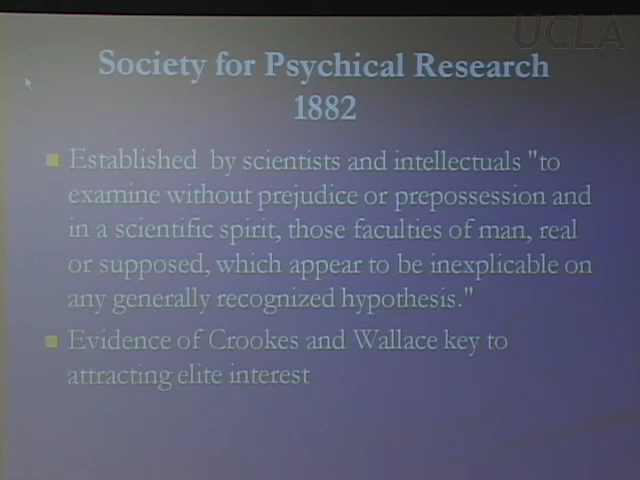 UCLA
Society for Psychical Research
1882
Established by scientists and intellectuals "to
examine without prejudice or prepossession and
in a scientific spirit, those faculties of man, real
or supposed, which appear to be inexplicable on
any generally recognized hypothesis."
Evidence of Crookes and Wallace key to
attracting elite interest